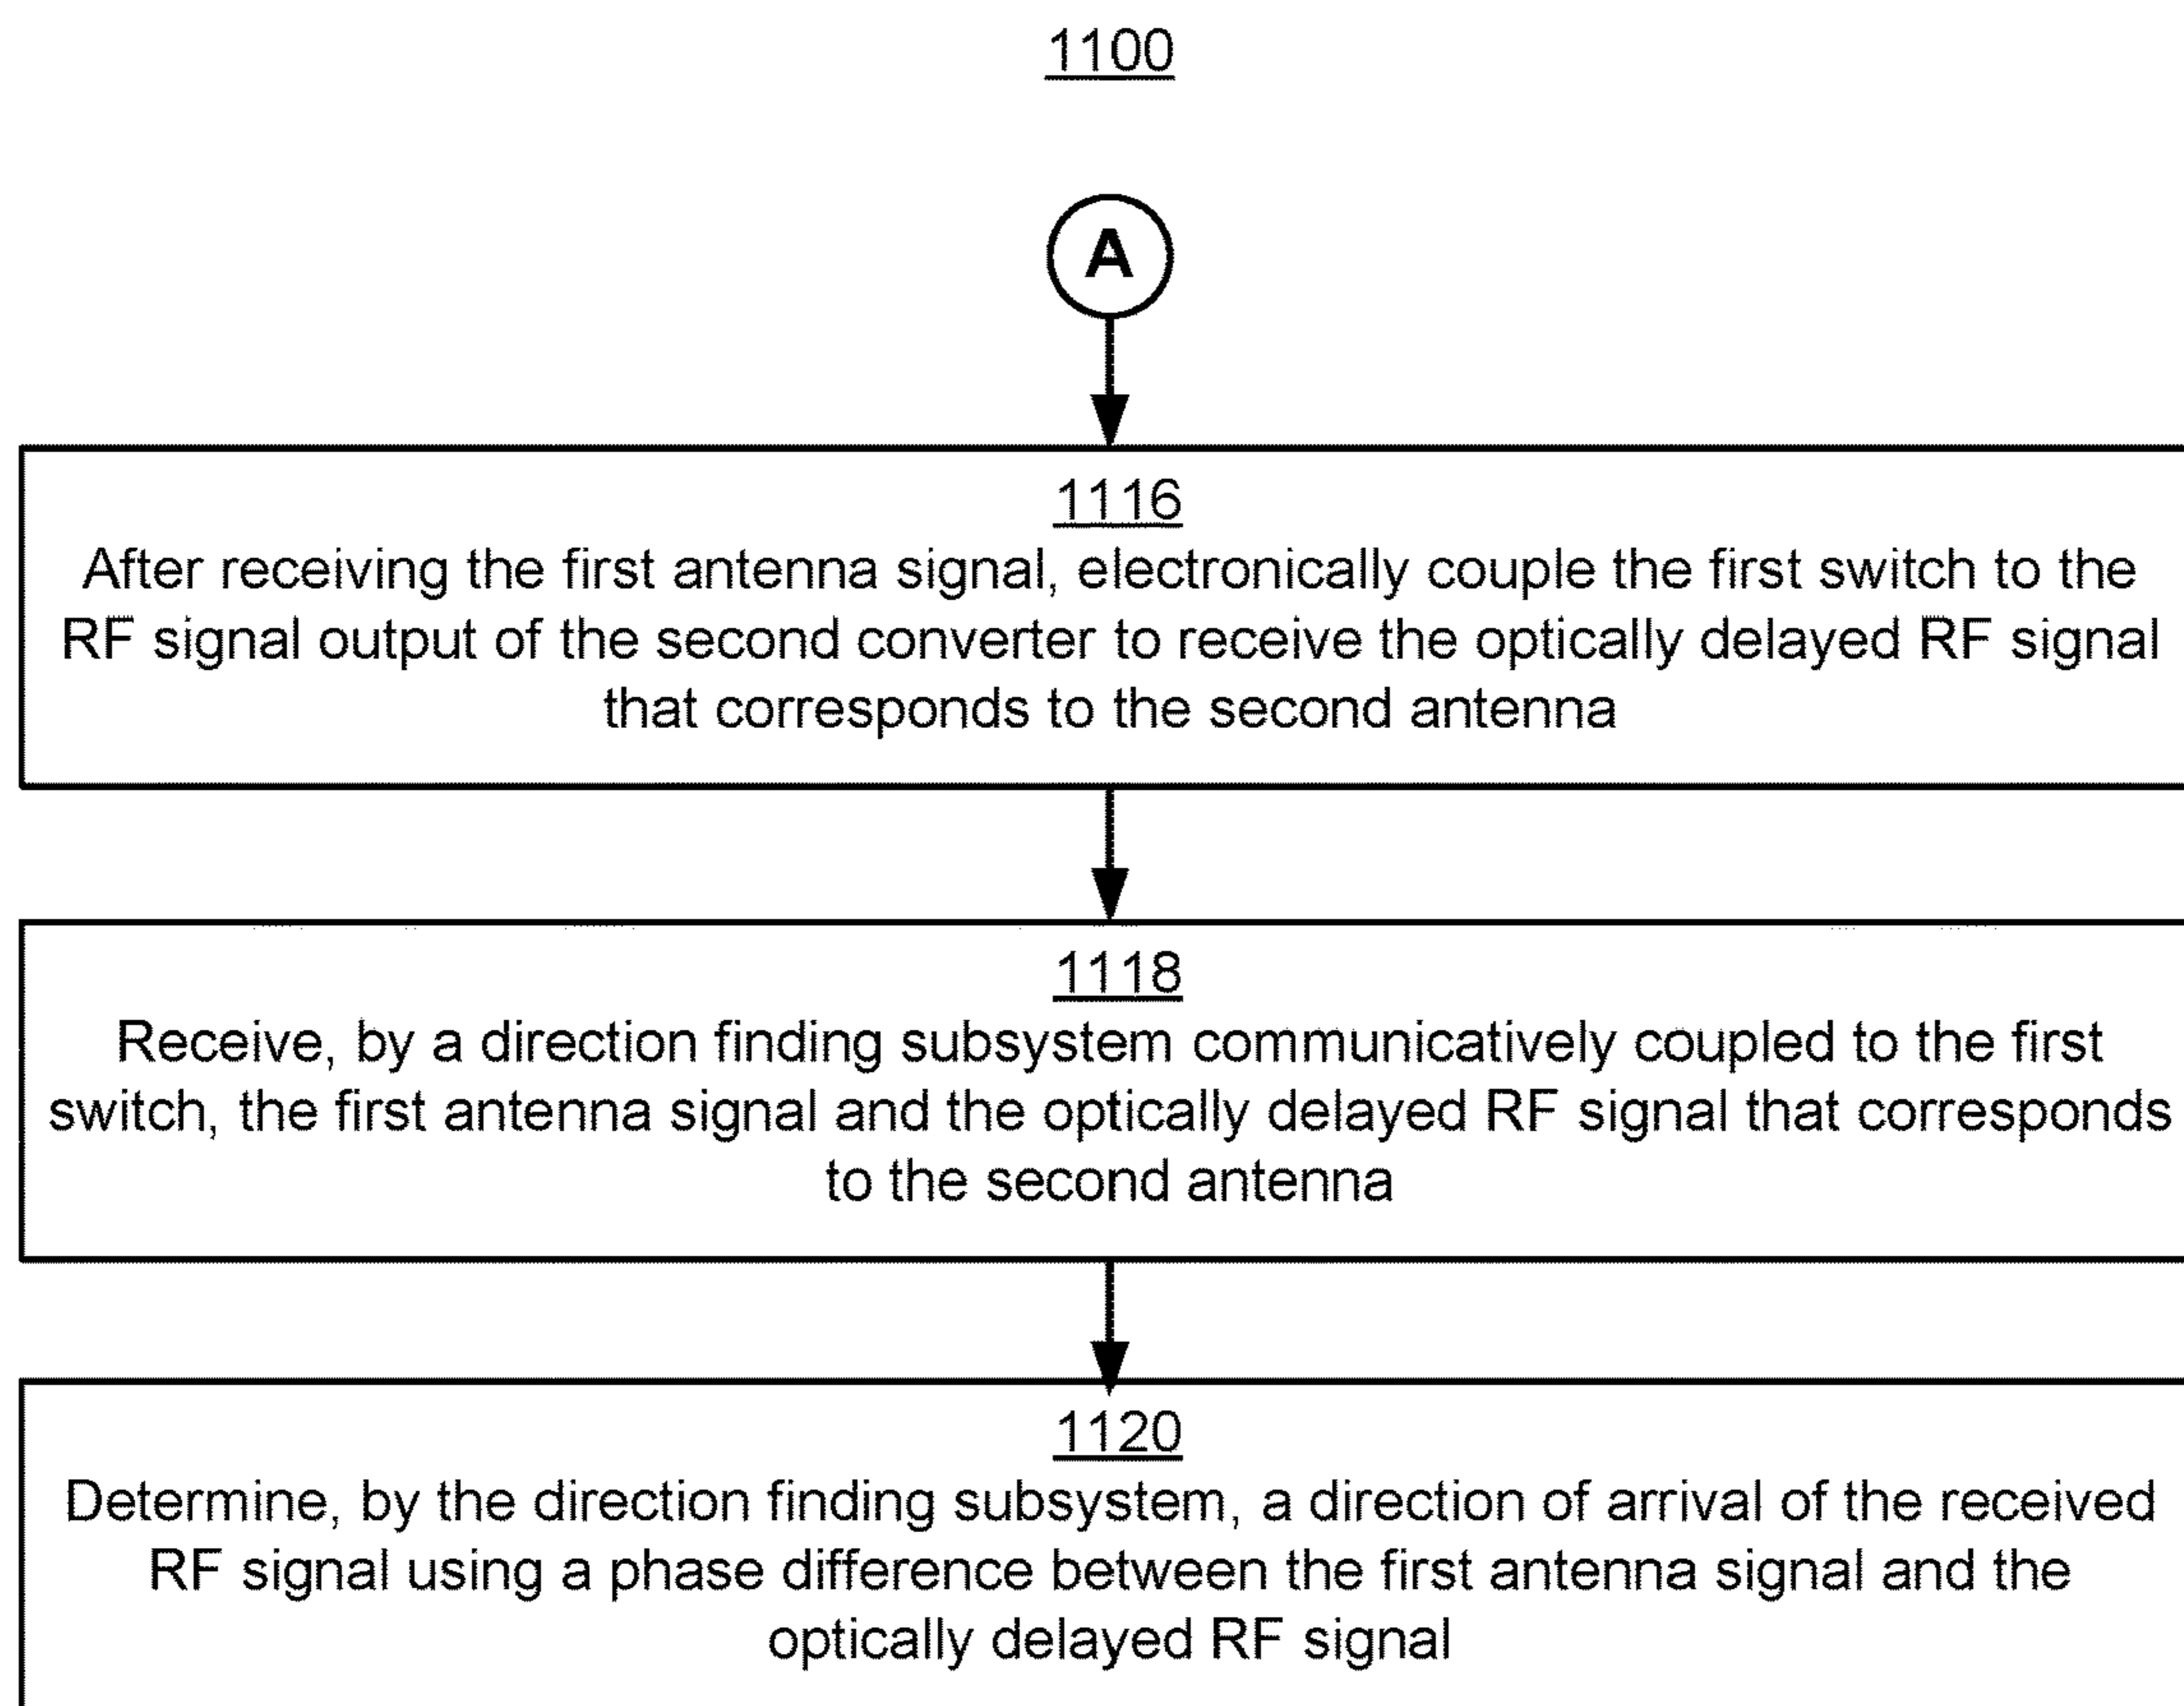 1100
A
1116
After receiving the first antenna signal, electronically couple the first switch to the
RF signal output of the second converter to receive the optically delayed RF signal
that corresponds to the second antenna
1118
Receive, by a direction finding subsystem communicatively coupled to the first
switch, the first antenna signal and the optically delayed RF signal that corresponds
to the second antenna
1120
Determine, by the direction finding subsystem, a direction of arrival of the received
RF signal using a phase difference between the first antenna signal and the
optically delayed RF signal